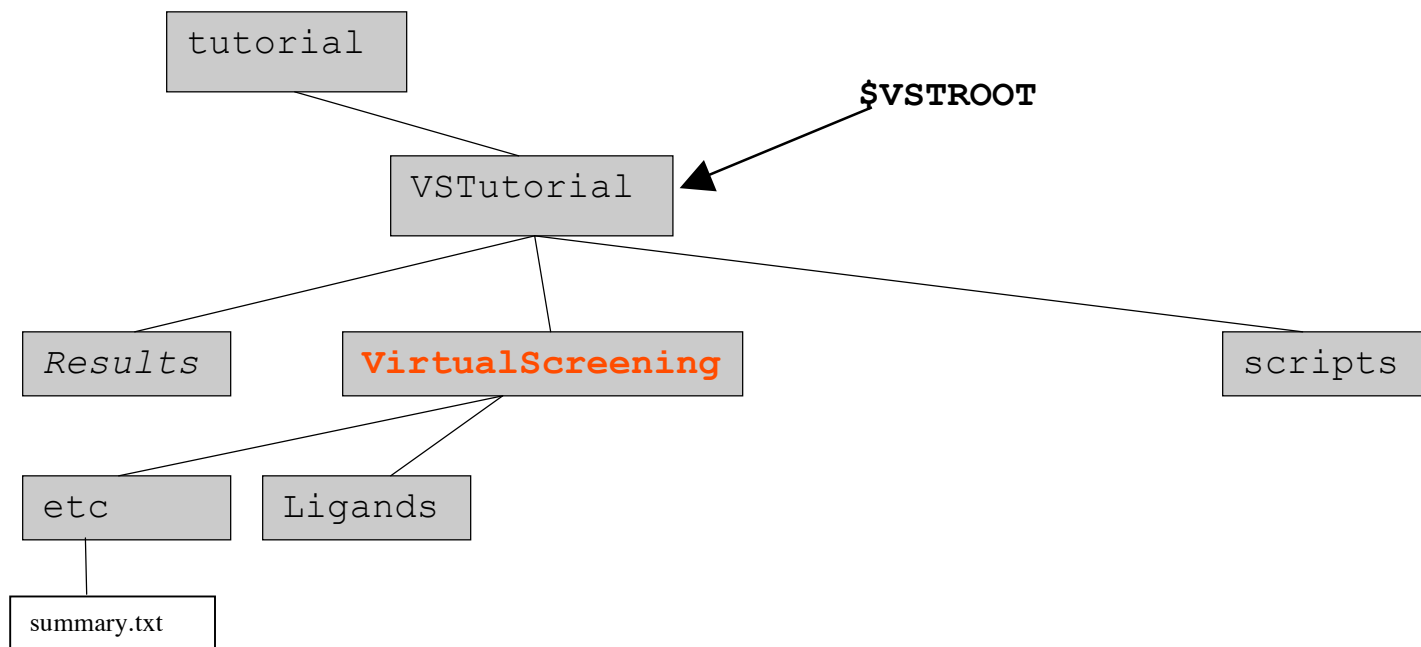 tutorial
$VSTROOT
VSTutorial
Results
VirtualScreening
scripts
etc
Ligands
summary.txt